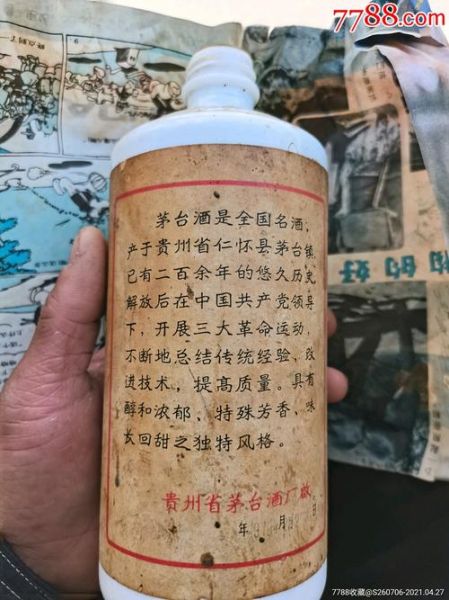 7788.com
茅台酒是全国名酒，
产于贵州省仁怀县茅台镇
已有二百余年的悠久历史
解放后在中国共产党领导
下，开展三大革命运动，
不断地总结传统经验、改
进技术，提高质量。具有
醇和浓郁、特殊芳香、味
长回甜之独特风格。
贵州省茅台酒厂敬
年 月 日
的好
7788收藏@S260706-2021.04.27